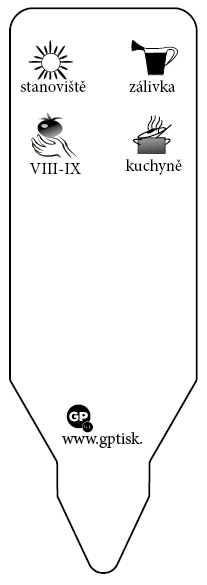 stanoviště zálivka
VIII-IX kuchyně
GP
www.gptisk.